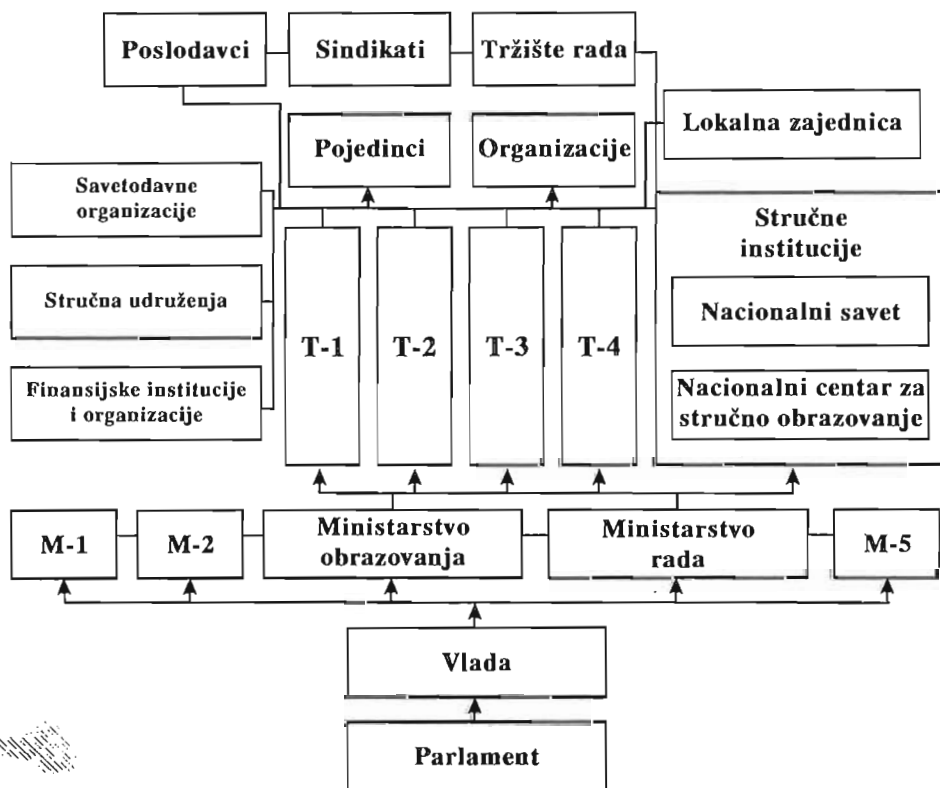 Poslodavci
Sindikati
Tržište rada
Lokalna zajednica
Pojedinci
Organizacije
Savetodavne
organizacije
Stručna udruženja
Finansijske institucije
i organizacije
T-1
T-2
T-3
T-4
Stručne
institucije
Nacionalni savet
Nacionalni centar za
stručno obrazovanje
M-1
M-2
Ministarstvo
obrazovanja
Ministarstvo
rada
M-5
Vlada
Parlament